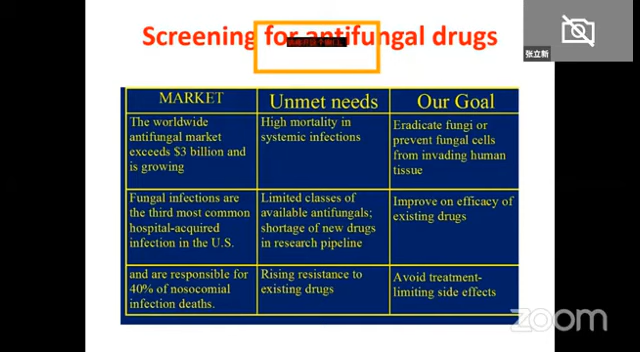 Screening for antifungal drugs
张立新
MARKET
Unmet needs
Our Goal
The worldwide
antifungal market
exceeds $3 billion and
is growing
High mortality in
systemic infections
Eradicate fungi or
prevent fungal cells
from invading human
tissue
Fungal infections are
the third most common
hospital-acquired
infection in the U.S.
Limited classes of
available antifungals;
shortage of new drugs
in research pipeline
Improve on efficacy of
existing drugs
and are responsible for
40% of nosocomial
infection deaths.
Rising resistance to
existing drugs
Avoid treatment-
limiting side effects
zoom